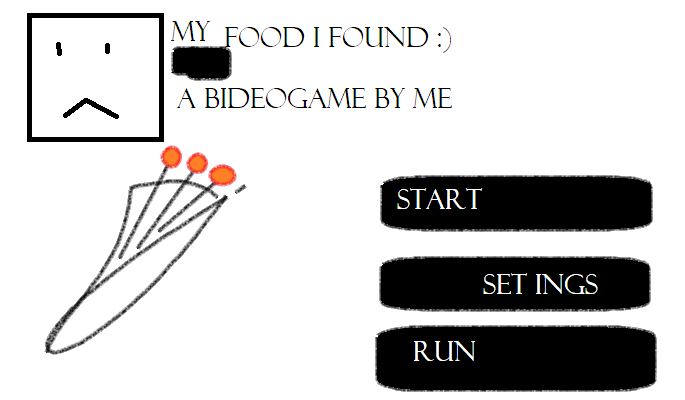 MY FOOD I FOUND :)
A BIDEOGAME BY ME
START
SET INGS
RUN